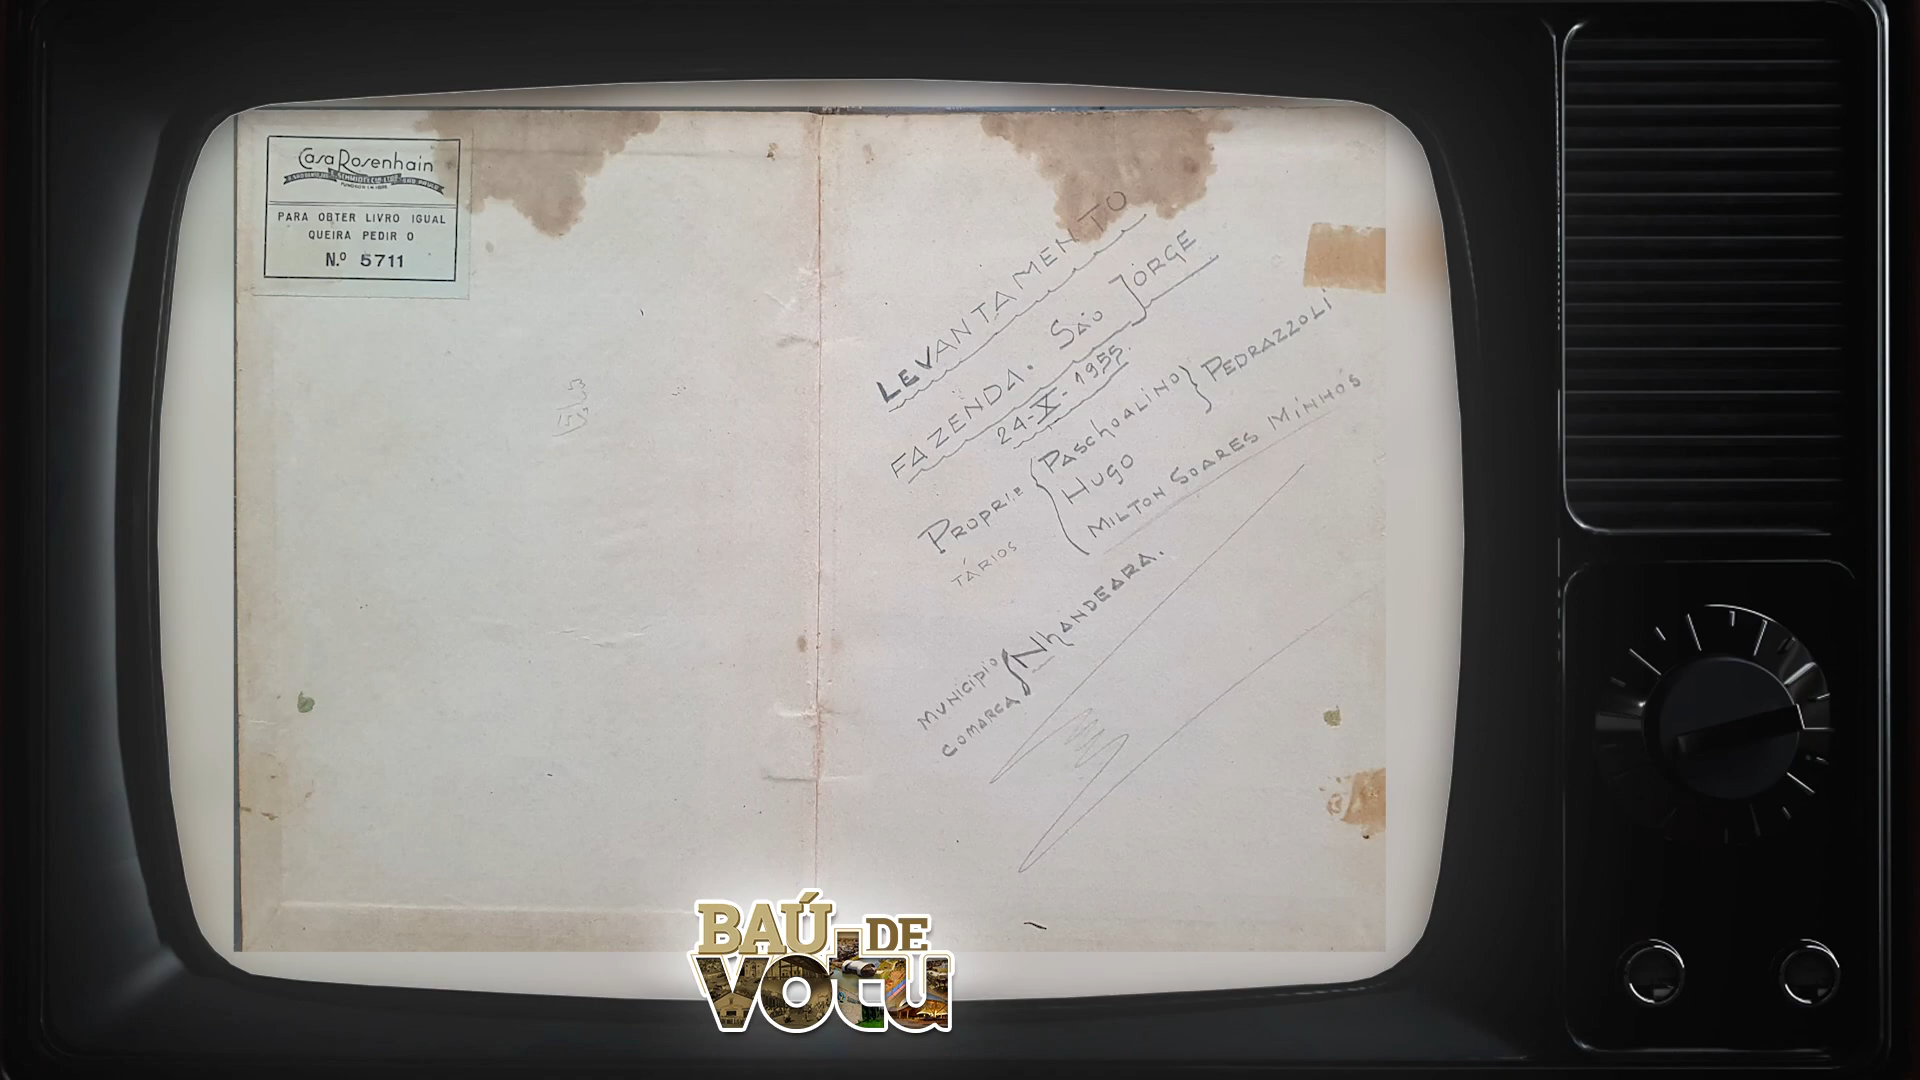 Casa Rosenhain
PARA OBTER LIVRO IGUAL
QUEIRA PEDIR O
N.º 5711
LEVANTAMENTO
FAZENDA. São JORGE
24-X-1955.
PROPRIE { PASChOALINO } PEDRAZZOLI
HUGO
TÁRIOS
MILTON SOARES MINHOS
MUNICIPIO { NhANDEARA.
COMARCA
BAÚ DE
VOTU